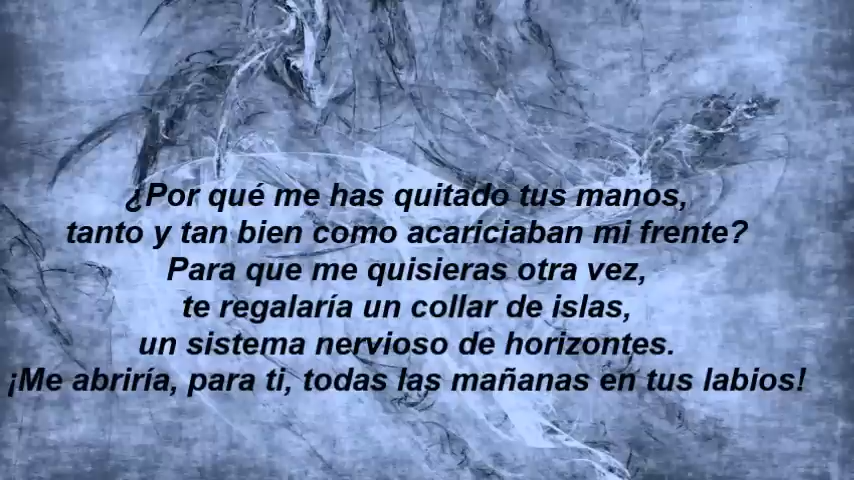 ¿Por qué me has quitado tus manos,
tanto y tan bien como acariciaban mi frente?
Para que me quisieras otra vez,
te regalaría un collar de islas,
un sistema nervioso de horizontes.
¡Me abriría, para ti, todas las mañanas en tus labios!